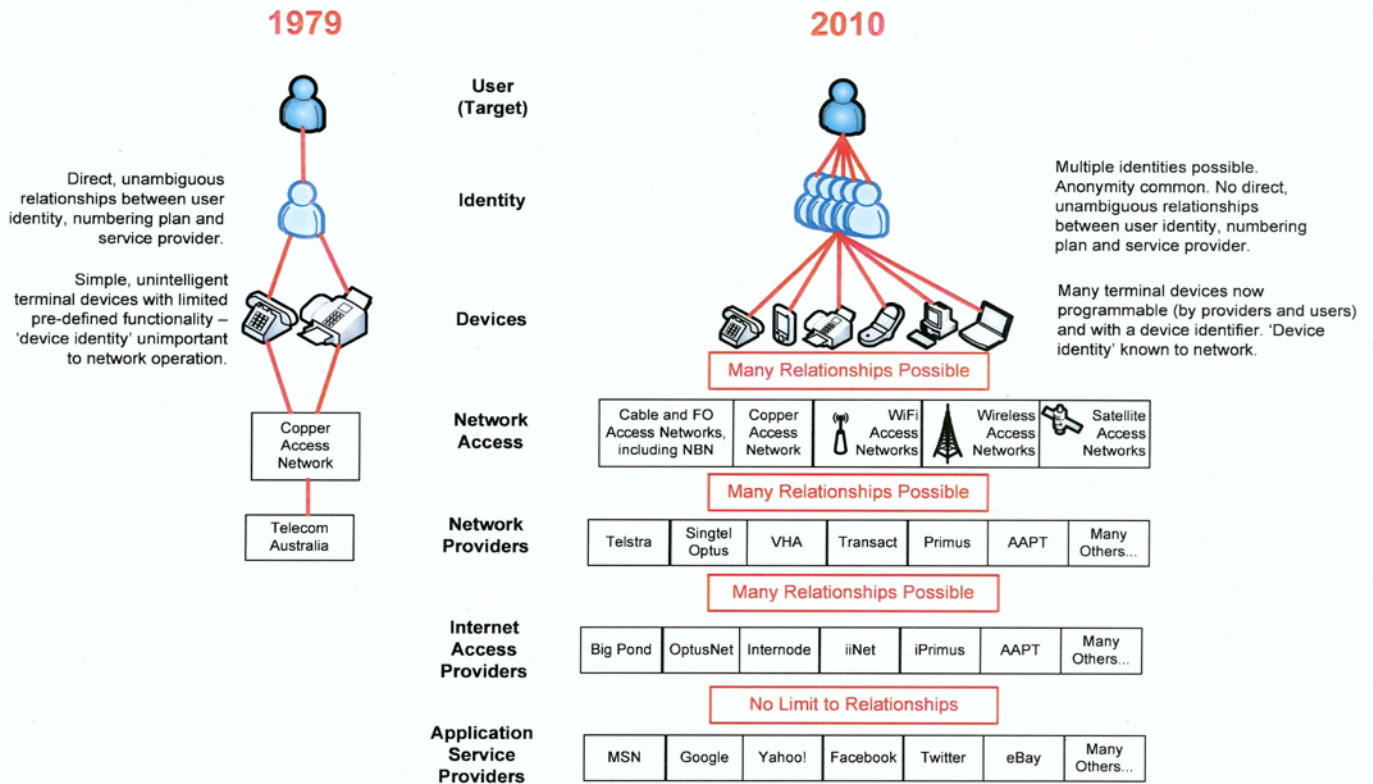 1979
2010
User
(Target)
Direct, unambiguous
relationships between user
identity, numbering plan and
service provider.
Identity
Multiple identities possible.
Anonymity common. No direct,
unambiguous relationships
between user identity, numbering
plan and service provider.
Simple, unintelligent
terminal devices with limited
pre-defined functionality –
‘device identity’ unimportant
to network operation.
Devices
Many terminal devices now
programmable (by providers and users)
and with a device identifier. ‘Device
identity’ known to network.
Many Relationships Possible
Copper
Access
Network
Network
Access
Cable and FO
Access Networks,
including NBN
Copper
Access
Network
WiFi
Access
Networks
Wireless
Access
Networks
Satellite
Access
Networks
Many Relationships Possible
Telecom
Australia
Network
Providers
Telstra
Singtel
Optus
VHA
Transact
Primus
AAPT
Many
Others...
Many Relationships Possible
Internet
Access
Providers
Big Pond
OptusNet
Internode
iiNet
iPrimus
AAPT
Many
Others...
No Limit to Relationships
Application
Service
Providers
MSN
Google
Yahoo!
Facebook
Twitter
eBay
Many
Others...